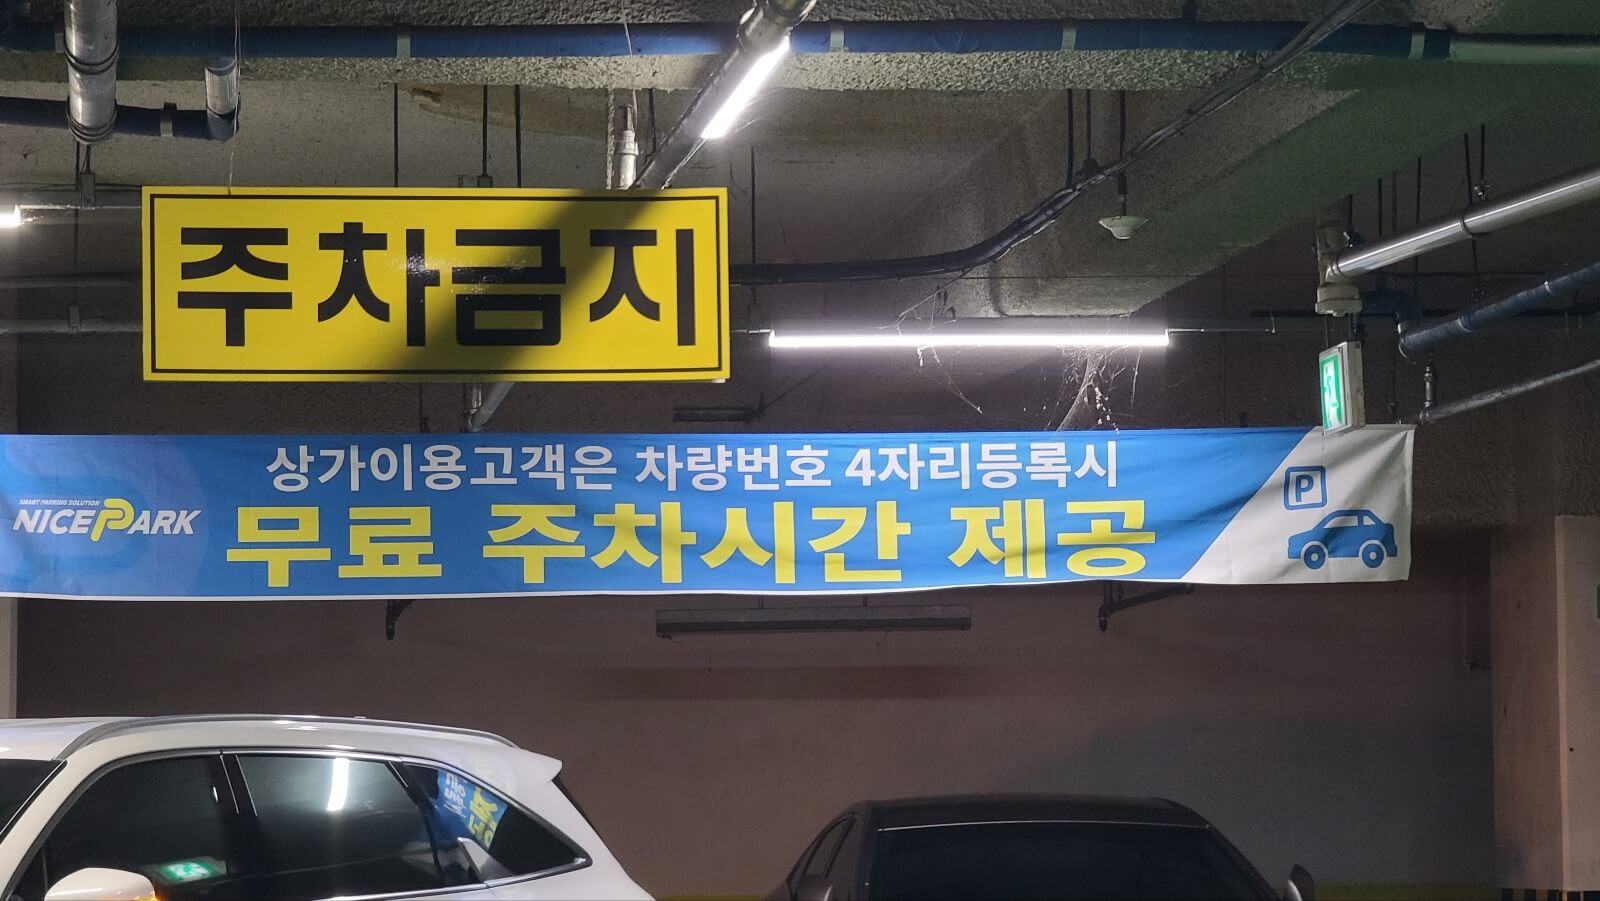 주차금지
상가이용고객은 차량번호 4자리등록시
SMART PARKING SOLUTION
NICEPARK
무료 주차시간 제공
P